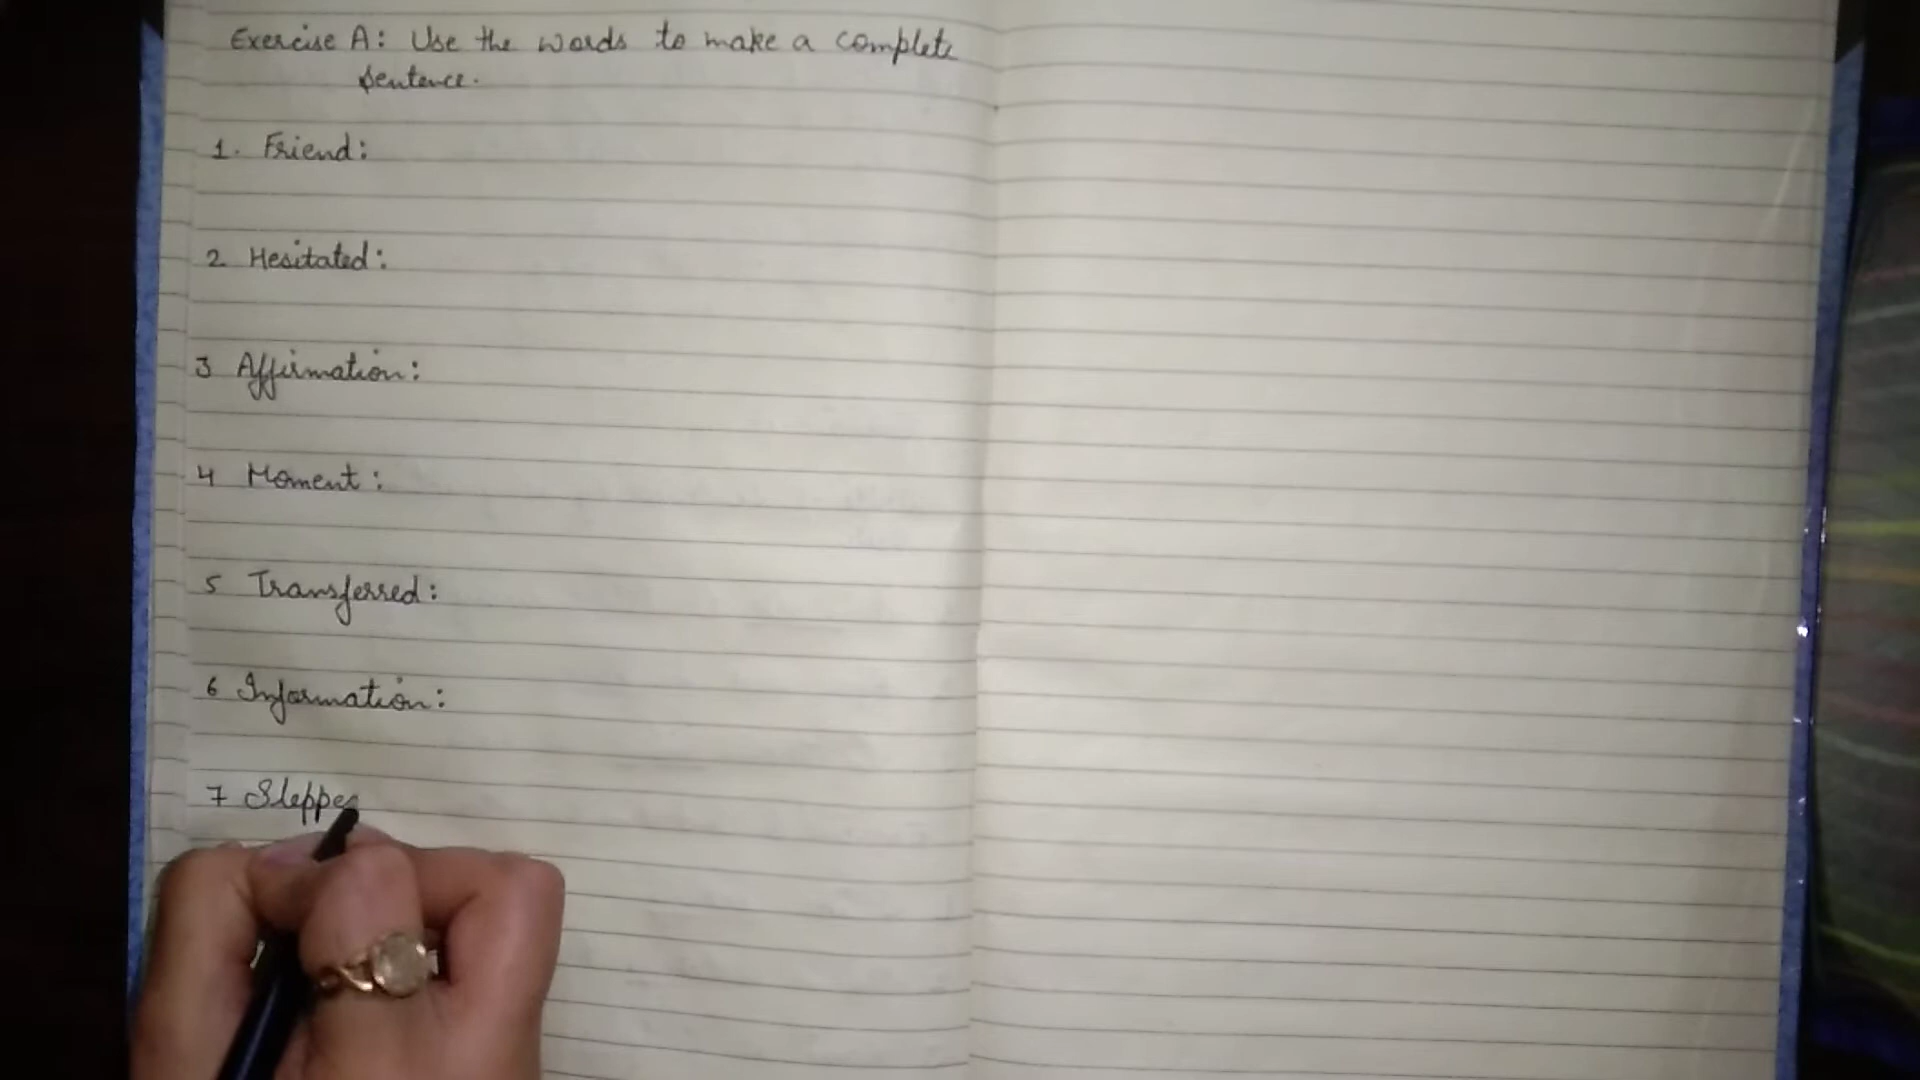 Exercise A: Use the words to make a complete
sentence.
1. Friend:
2 Hesitated:
3 Affirmation:
4 Moment:
5 Transferred:
6 Information:
7